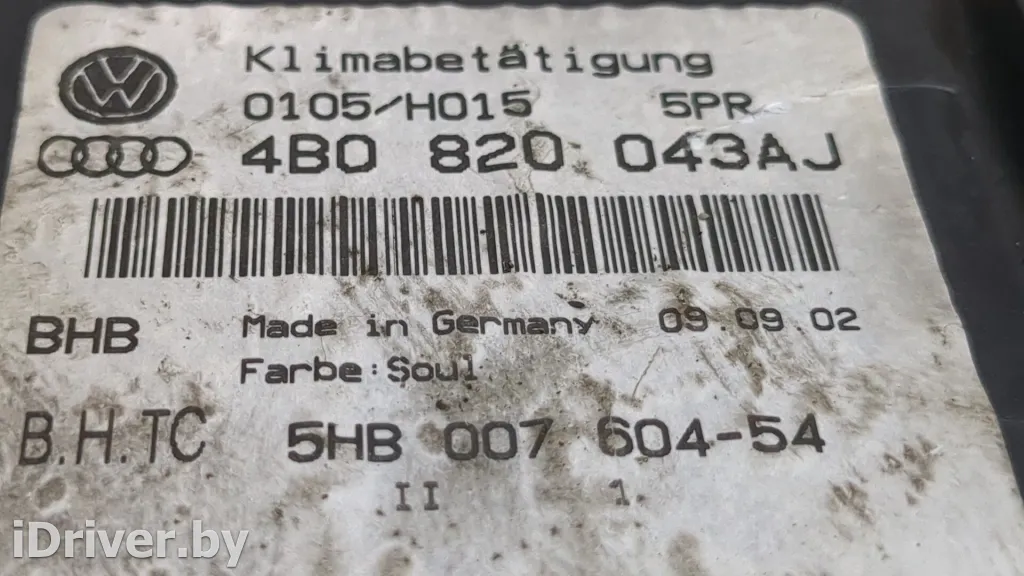 Klimabetätigung
0105/H015 5PR
4B0 820 043AJ
BHB Made in Germany 09.09.02
Farbe:Soul
B.H.TC 5HB 007 604-54
II 1.
iDriver.by